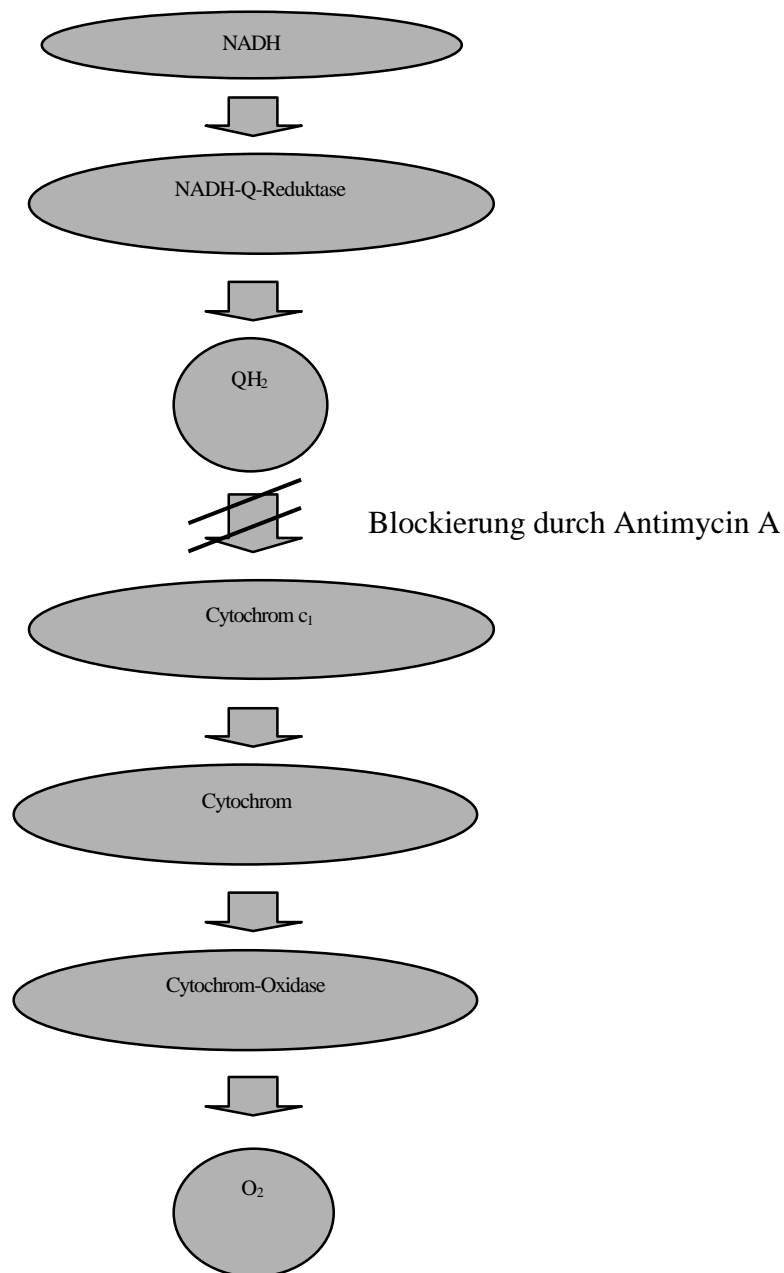 NADH
NADH-Q-Reduktase
QH₂
Blockierung durch Antimycin A
Cytochrom c₁
Cytochrom
Cytochrom-Oxidase
O₂